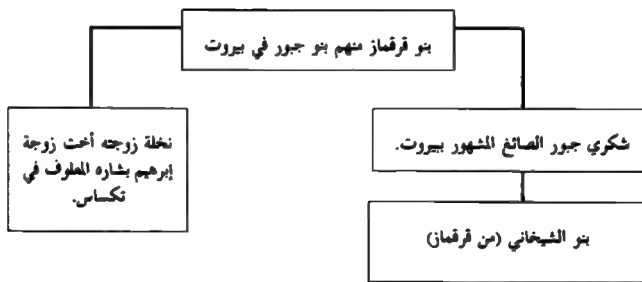 بنو قرقماز منهم بنو جبور في بيروت
شكري جبور الصائغ المشهور ببيروت.
نخلة زوجته أخت زوجة
إبرهيم بشاره المعلوف في
تكساس.
بنو الشيخاني (من قرقماز)